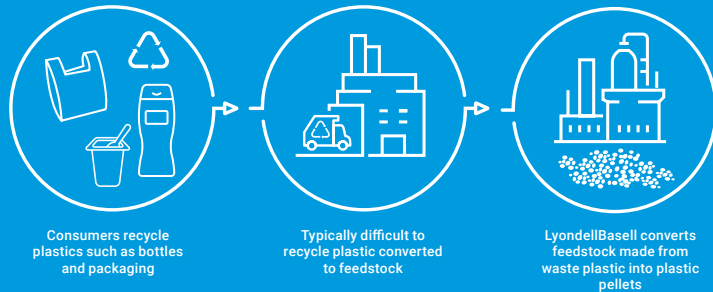 Consumers recycle
plastics such as bottles
and packaging
Typically difficult to
recycle plastic converted
to feedstock
LyondellBasell converts
feedstock made from
waste plastic into plastic
pellets